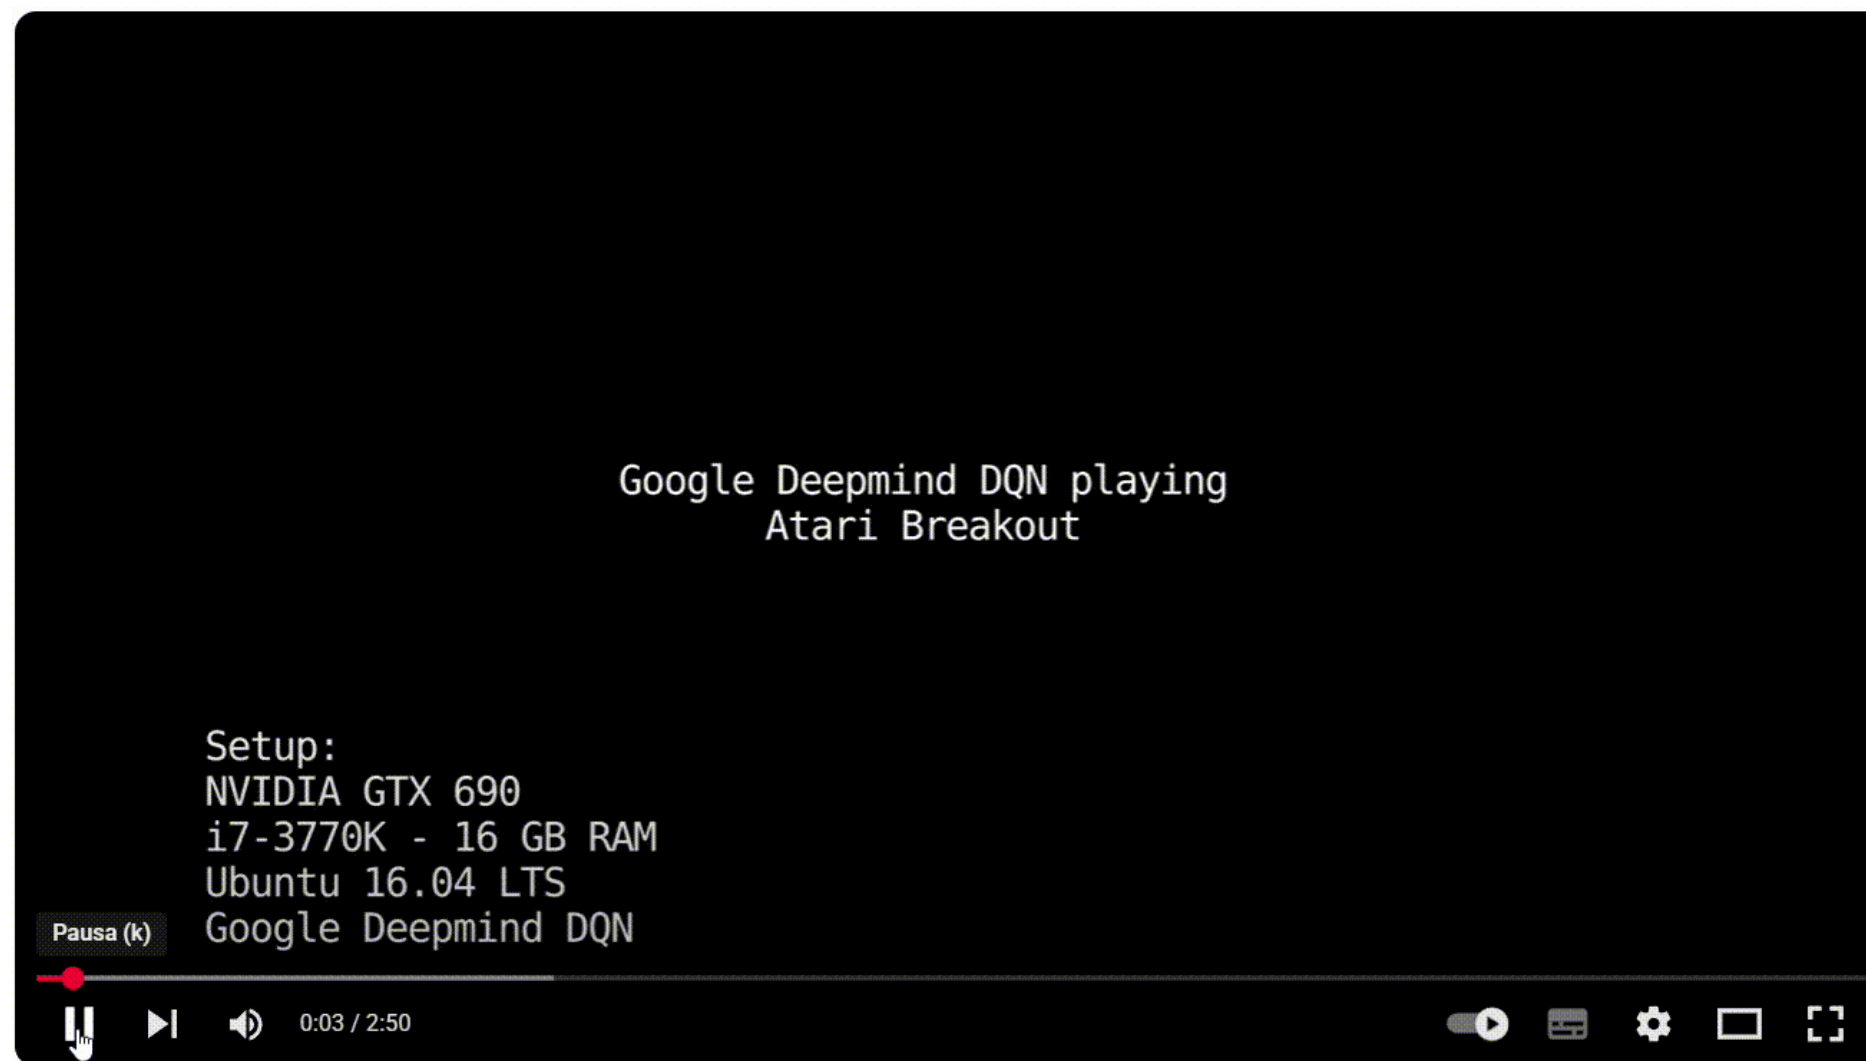 Google Deepmind DQN playing
Atari Breakout
Setup:
NVIDIA GTX 690
i7-3770K - 16 GB RAM
Ubuntu 16.04 LTS
Google Deepmind DQN
Pausa (k)
0:03 / 2:50